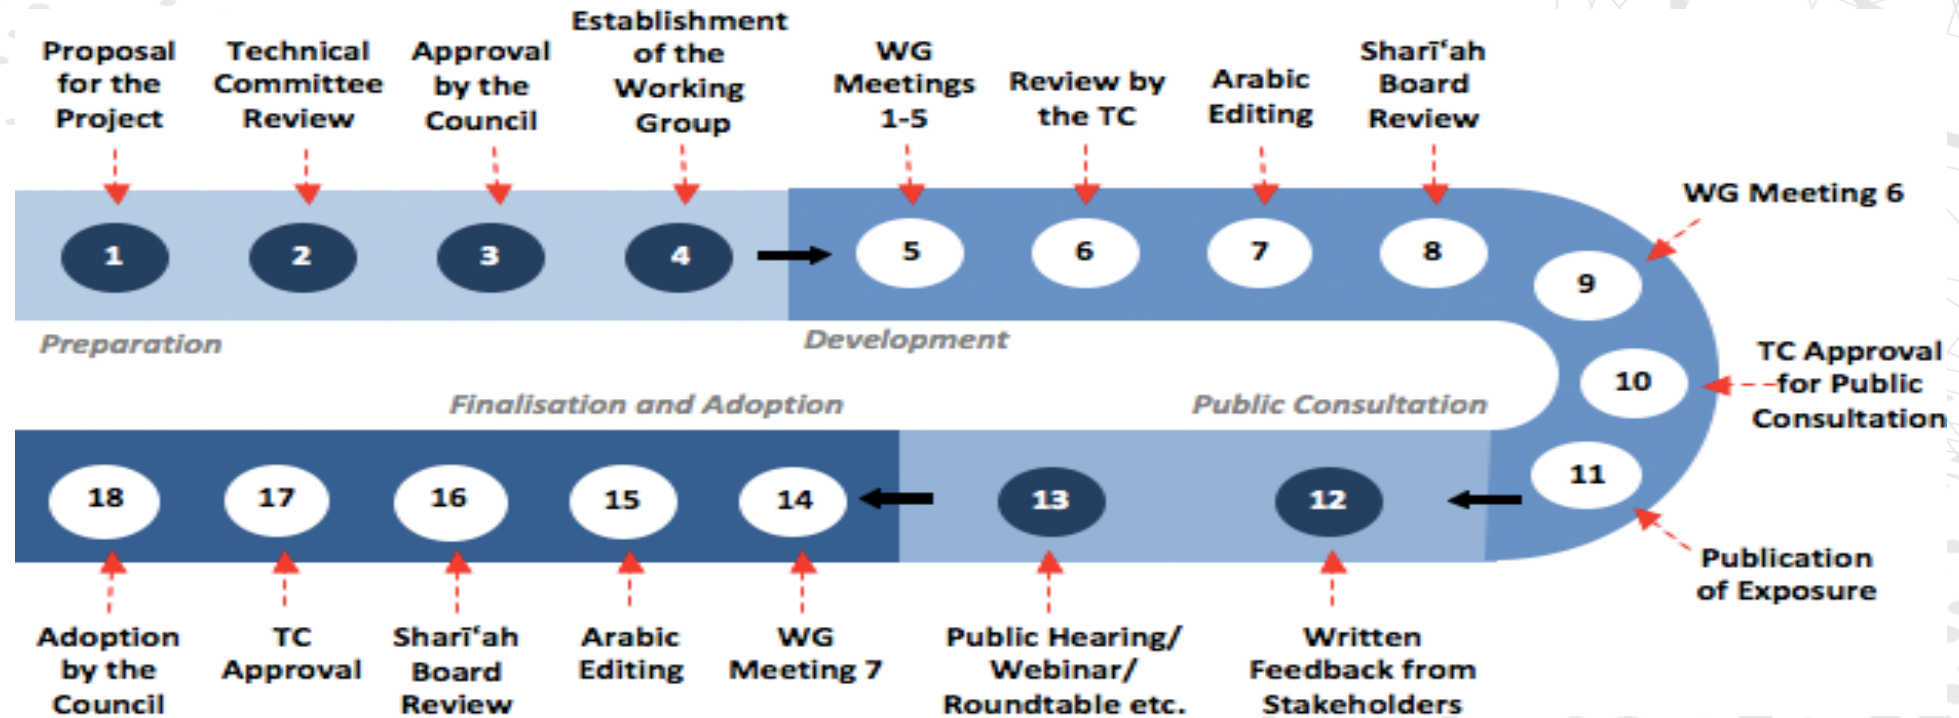 Proposal
for the
Project
Technical
Committee
Review
Approval
by the
Council
Establishment
of the
Working
Group
WG
Meetings
1-5
Review by
the TC
Arabic
Editing
Sharī‘ah
Board
Review
WG Meeting 6
1
2
3
4
5
6
7
8
9
Preparation
Development
TC Approval
for Public
Consultation
10
Finalisation and Adoption
Public Consultation
11
18
17
16
15
14
13
12
Publication
of Exposure
Adoption
by the
Council
TC
Approval
Sharī‘ah
Board
Review
Arabic
Editing
WG
Meeting 7
Public Hearing/
Webinar/
Roundtable etc.
Written
Feedback from
Stakeholders